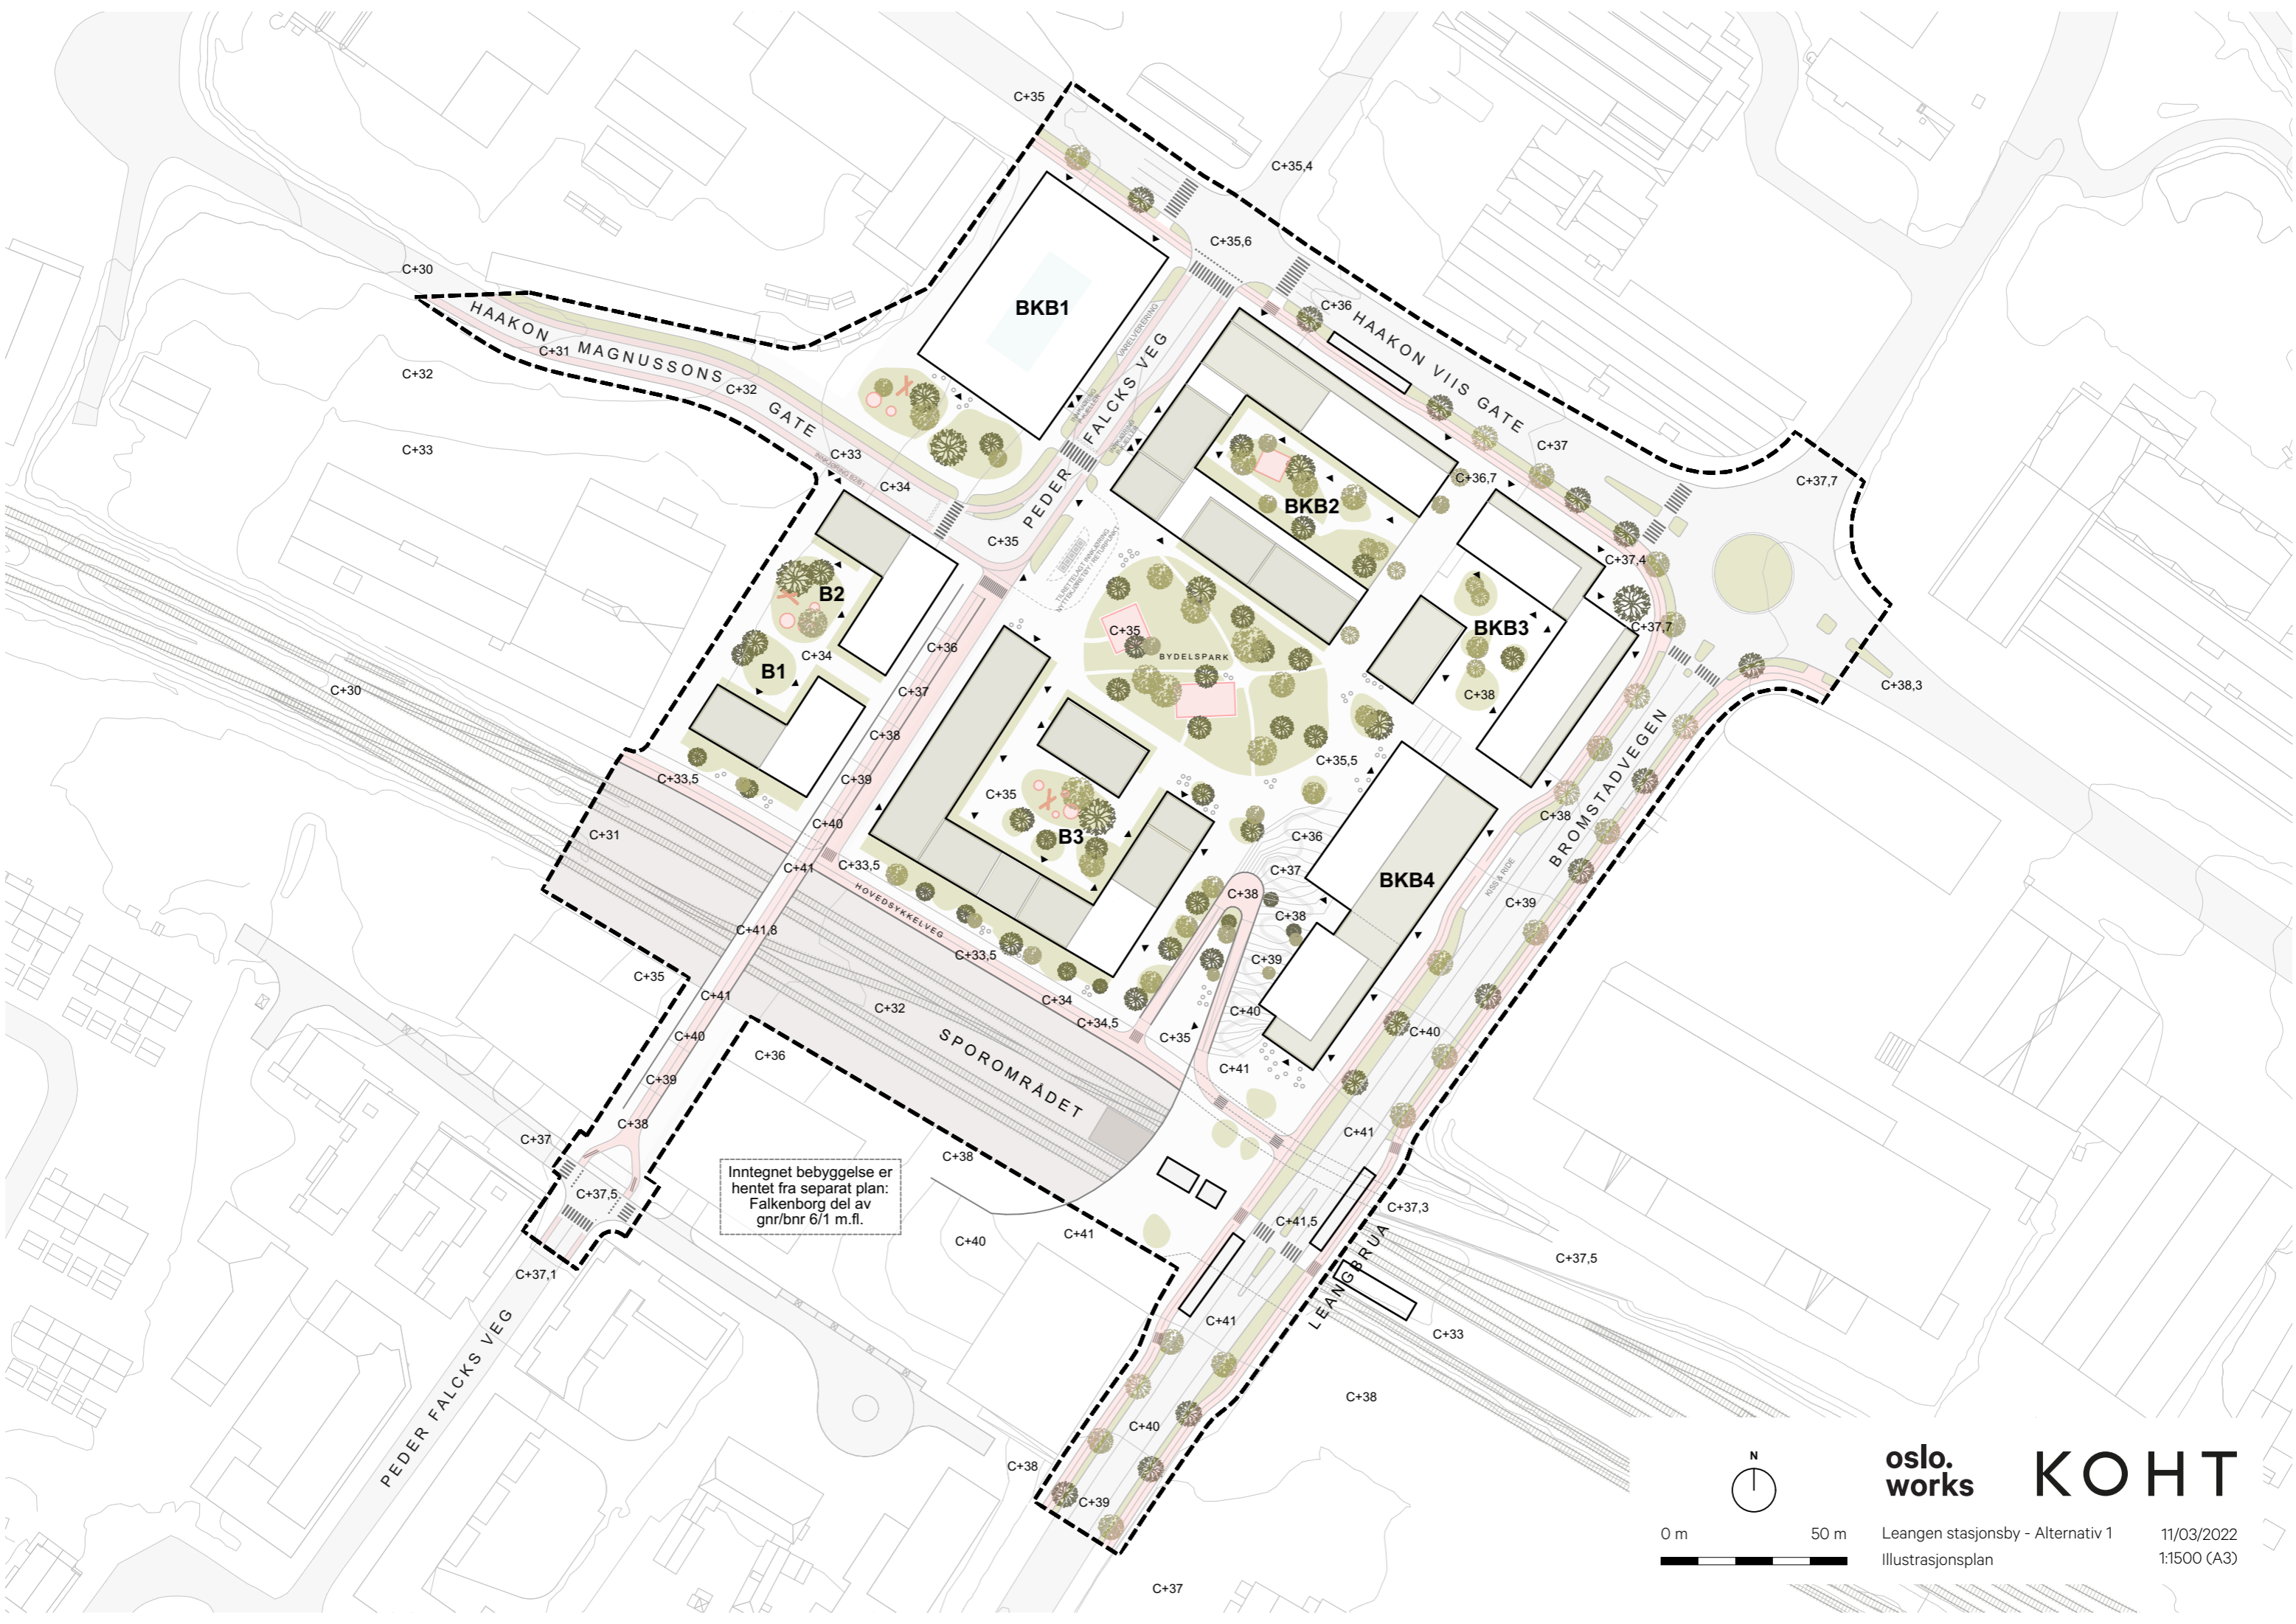 C+35
C+35,4
C+35,6
C+30
HAAKON MAGNUSSONS GATE
C+31
C+32
C+32
C+33
C+33
C+34
BKB1
VARELEVERING
PEDER FALCKS VEG
C+36
HAAKON VIIS GATE
C+37
C+36,7
C+37,7
C+37,4
C+37,7
C+38,3
BKB2
BKB3
C+38
C+35
TILRETTELAGT INNKJØRING
NYTTEKJØRETØY / RETURPUNKT
C+35
BYDELSPARK
C+35,5
B2
C+34
B1
C+36
C+37
C+38
C+39
C+40
C+41
C+30
C+33,5
C+31
C+33,5
HOVEDSYKKELVEG
C+35
B3
C+36
C+37
C+38
C+38
C+39
C+40
C+41
BKB4
BROMSTADVEGEN
C+38
KISS & RIDE
C+39
C+40
C+41
C+41,8
C+41
C+40
C+39
C+38
C+37
C+37,5
C+37,1
C+35
C+36
C+32
C+33,5
C+34
C+34,5
C+35
SPOROMRÅDET
C+38
C+40
C+41
Inntegnet bebyggelse er
hentet fra separat plan:
Falkenborg del av
gnr/bnr 6/1 m.fl.
PEDER FALCKS VEG
C+41,5
C+37,3
C+37,5
LEANGBRUA
C+33
C+41
C+38
C+40
C+38
C+39
C+37
N
0 m 50 m
oslo.
works
KOHT
Leangen stasjonsby - Alternativ 1 11/03/2022
Illustrasjonsplan 1:1500 (A3)